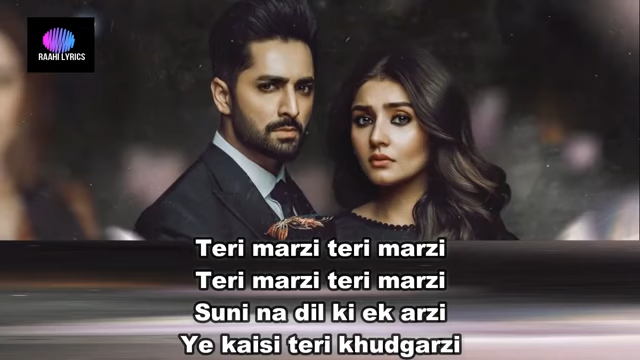 RAAHI LYRICS
Teri marzi teri marzi
Teri marzi teri marzi
Suni na dil ki ek arzi
Ye kaisi teri khudgarzi